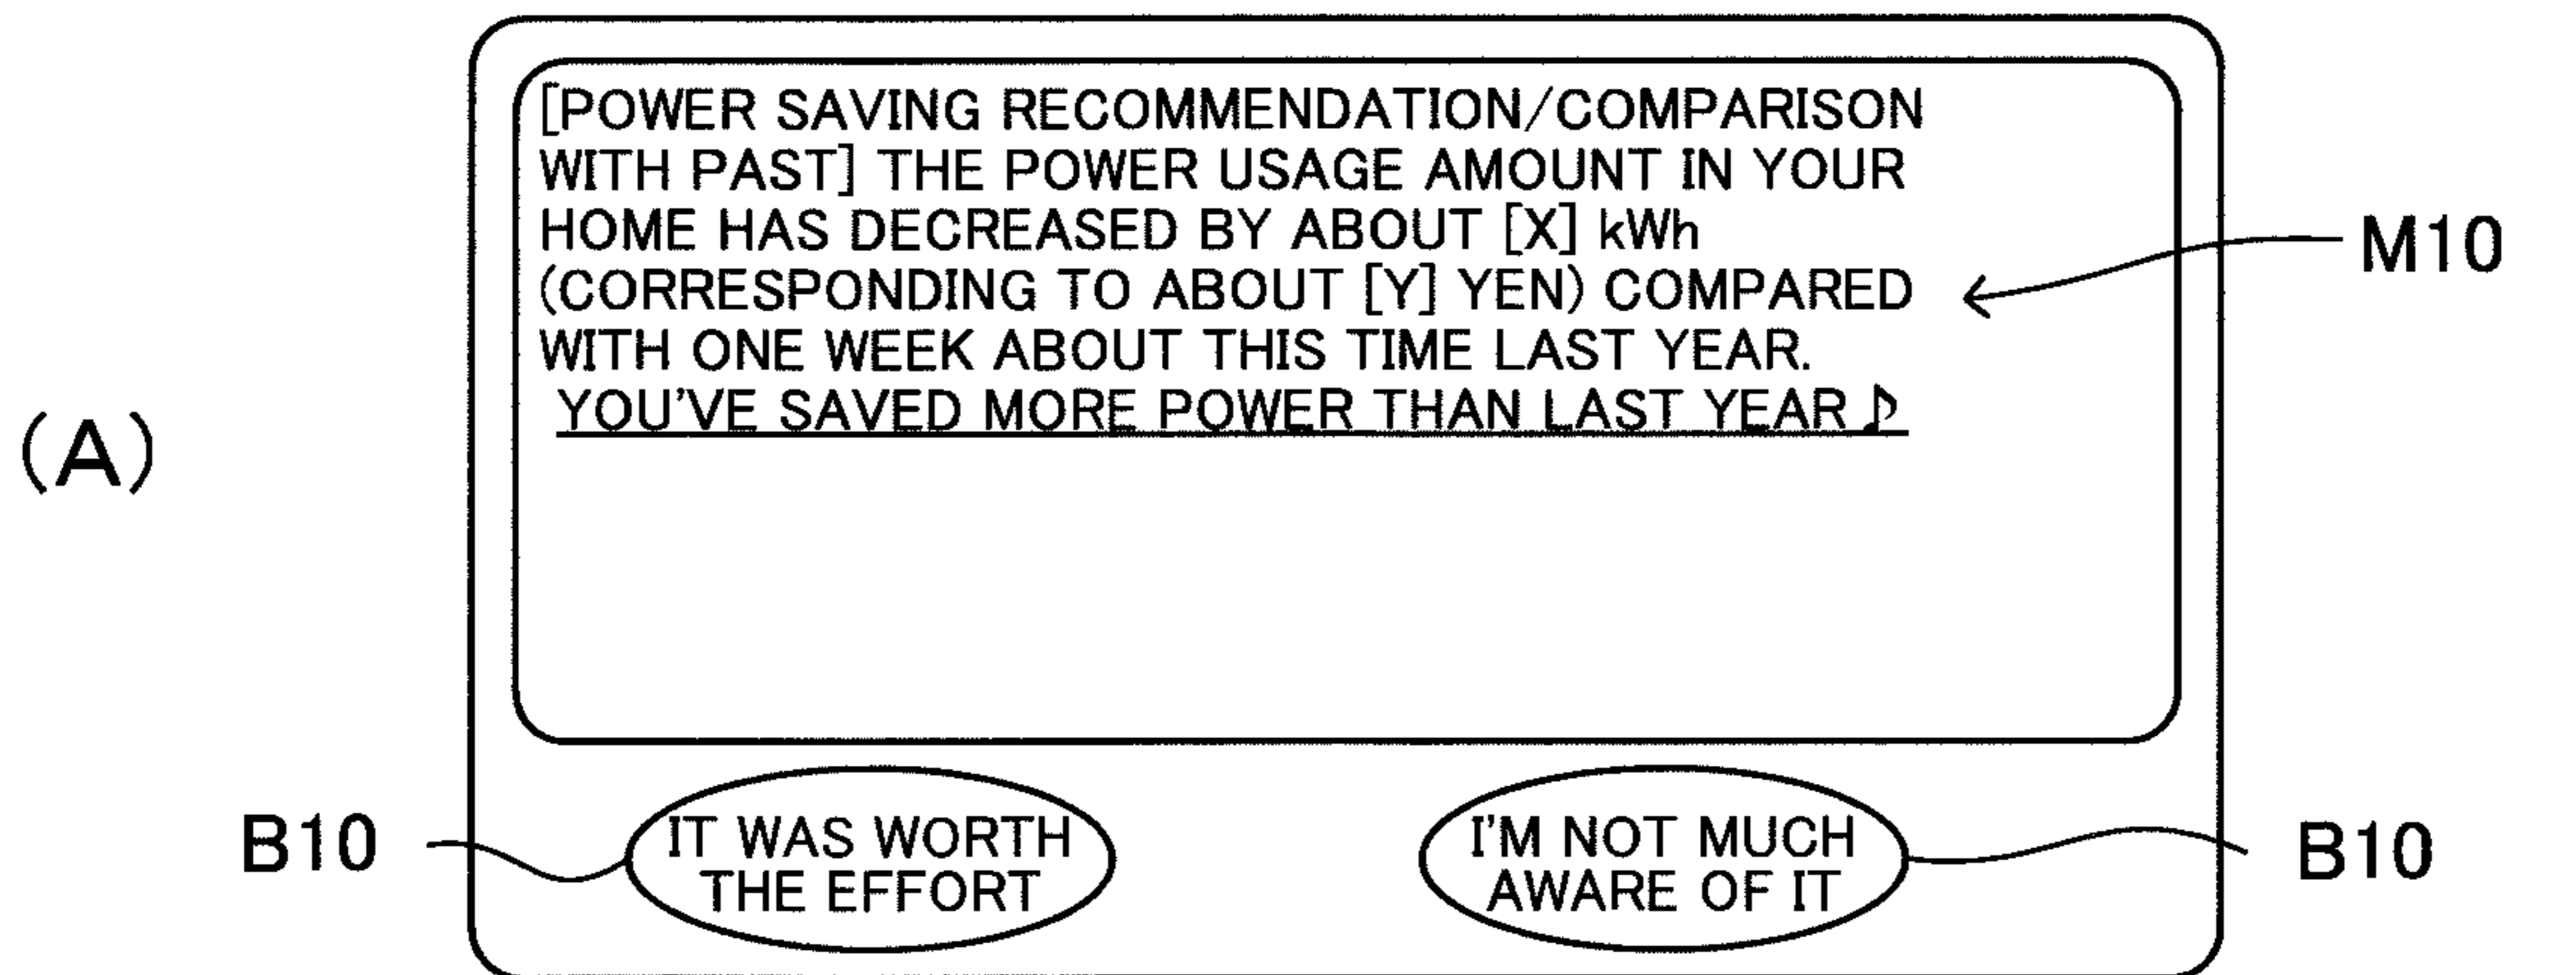 [POWER SAVING RECOMMENDATION/COMPARISON
WITH PAST] THE POWER USAGE AMOUNT IN YOUR
HOME HAS DECREASED BY ABOUT [X] kWh
(CORRESPONDING TO ABOUT [Y] YEN) COMPARED
WITH ONE WEEK ABOUT THIS TIME LAST YEAR.
YOU'VE SAVED MORE POWER THAN LAST YEAR♪
M10
(A)
B10
IT WAS WORTH
THE EFFORT
I'M NOT MUCH
AWARE OF IT
B10